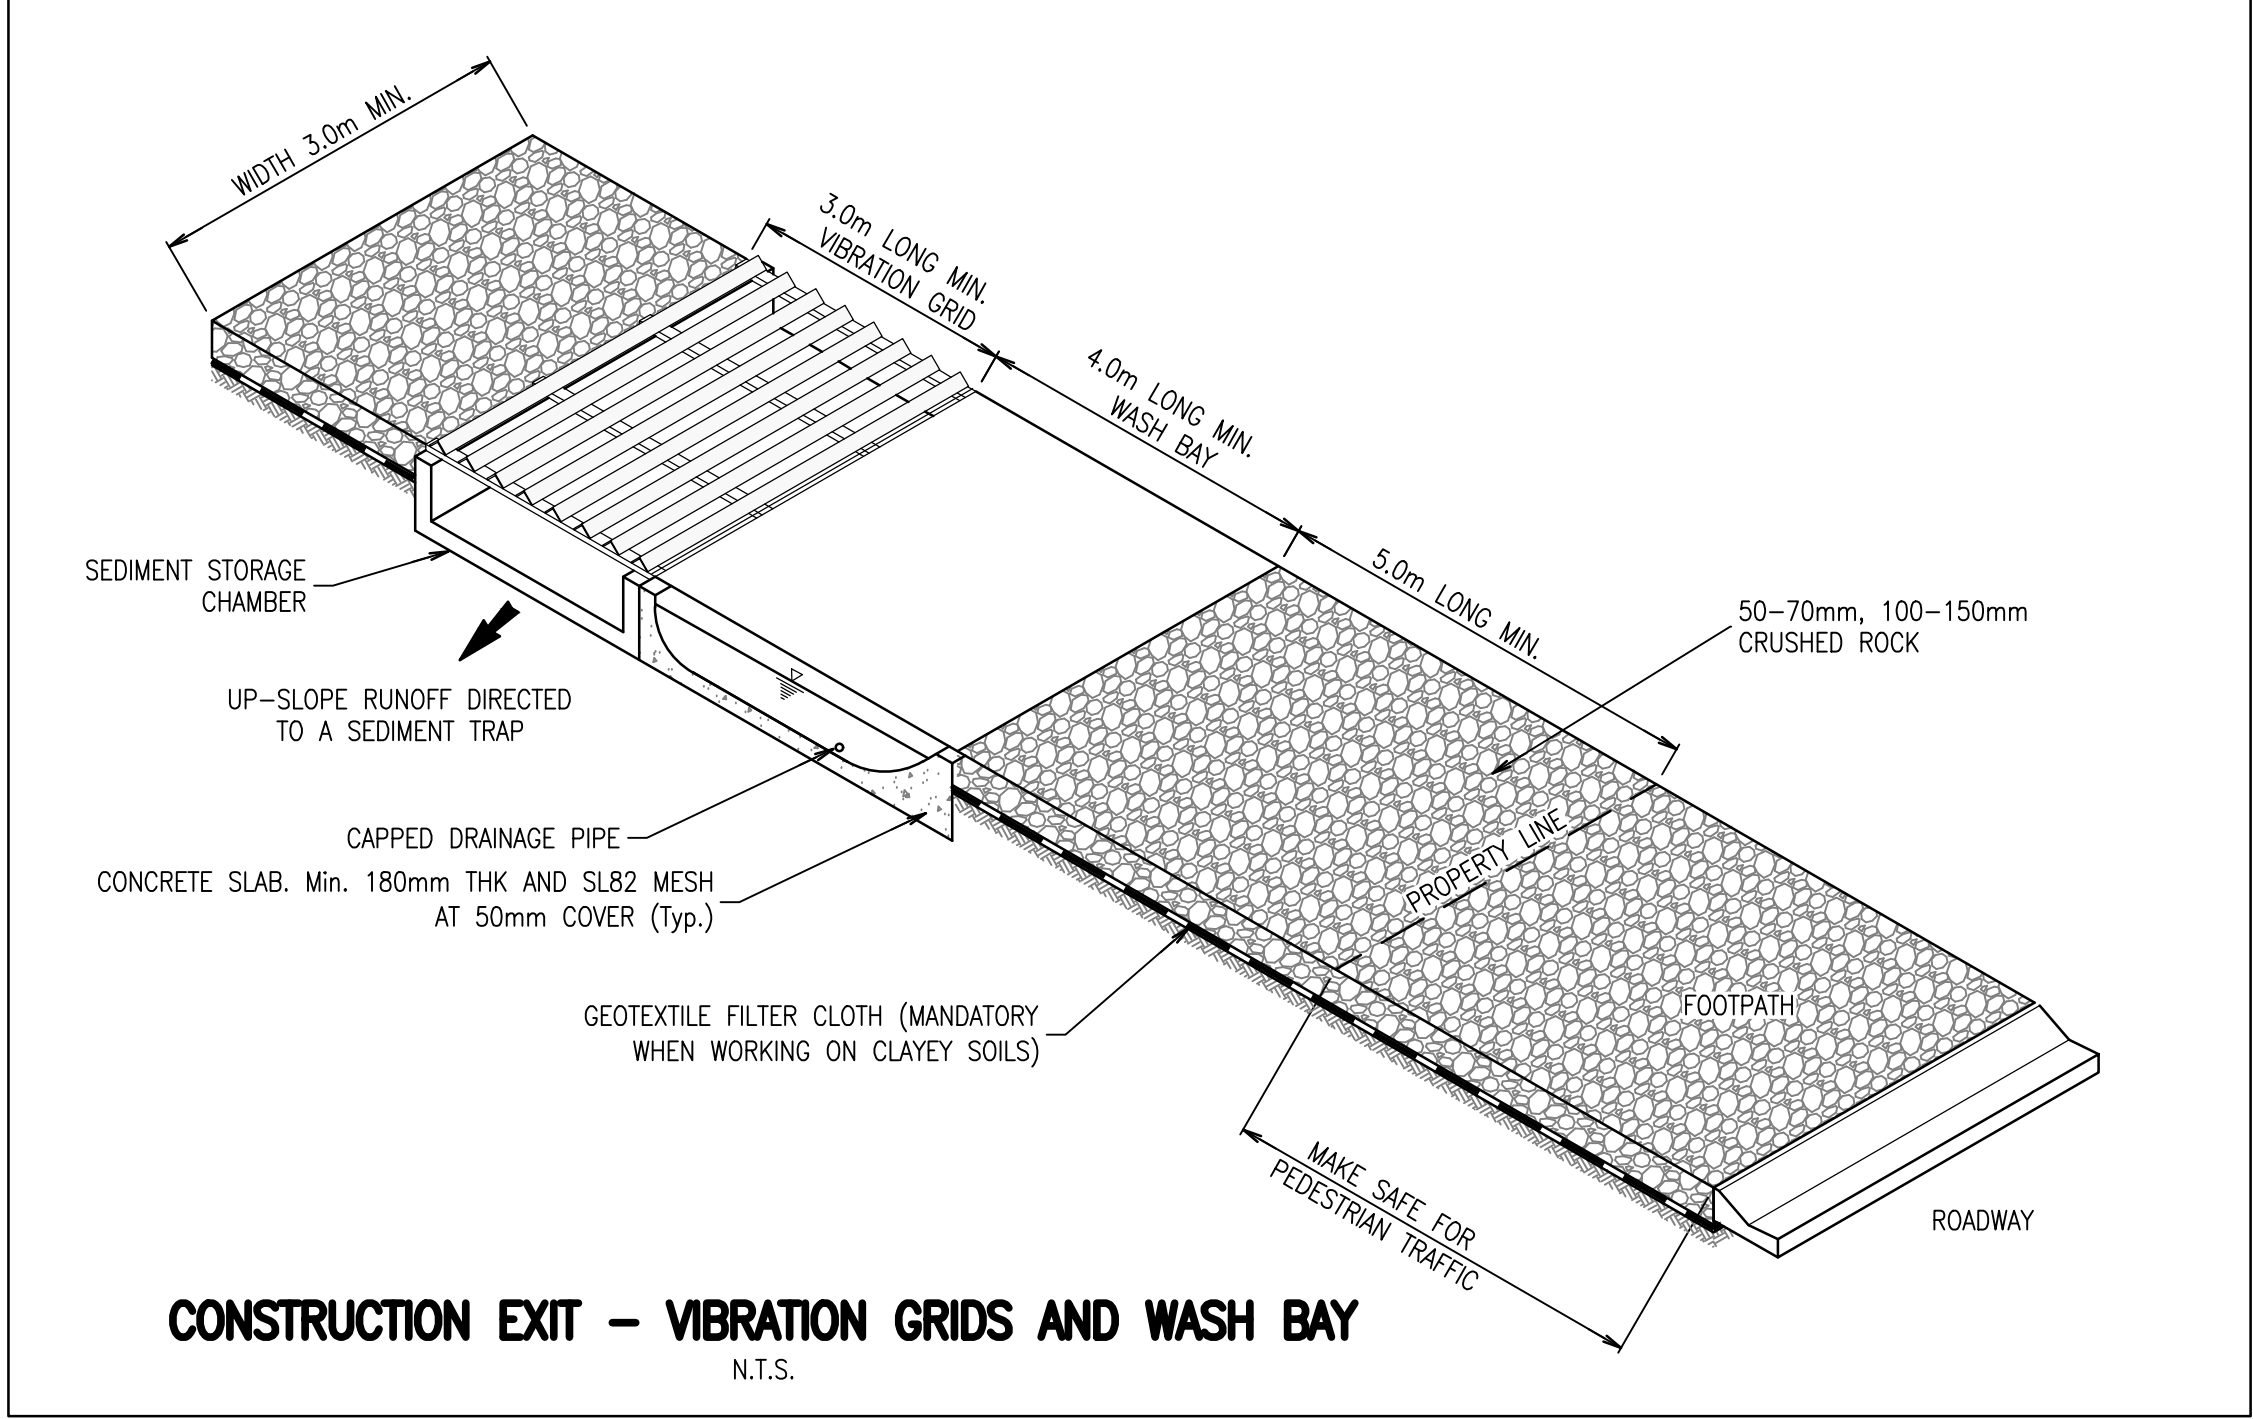 WIDTH 3.0m MIN.
3.0m LONG MIN.
VIBRATION GRID
4.0m LONG MIN.
WASH BAY
5.0m LONG MIN.
50-70mm, 100-150mm
CRUSHED ROCK
SEDIMENT STORAGE
CHAMBER
UP-SLOPE RUNOFF DIRECTED
TO A SEDIMENT TRAP
CAPPED DRAINAGE PIPE
CONCRETE SLAB. Min. 180mm THK AND SL82 MESH
AT 50mm COVER (Typ.)
PROPERTY LINE
GEOTEXTILE FILTER CLOTH (MANDATORY
WHEN WORKING ON CLAYEY SOILS)
FOOTPATH
MAKE SAFE FOR
PEDESTRIAN TRAFFIC
ROADWAY
CONSTRUCTION EXIT - VIBRATION GRIDS AND WASH BAY
N.T.S.